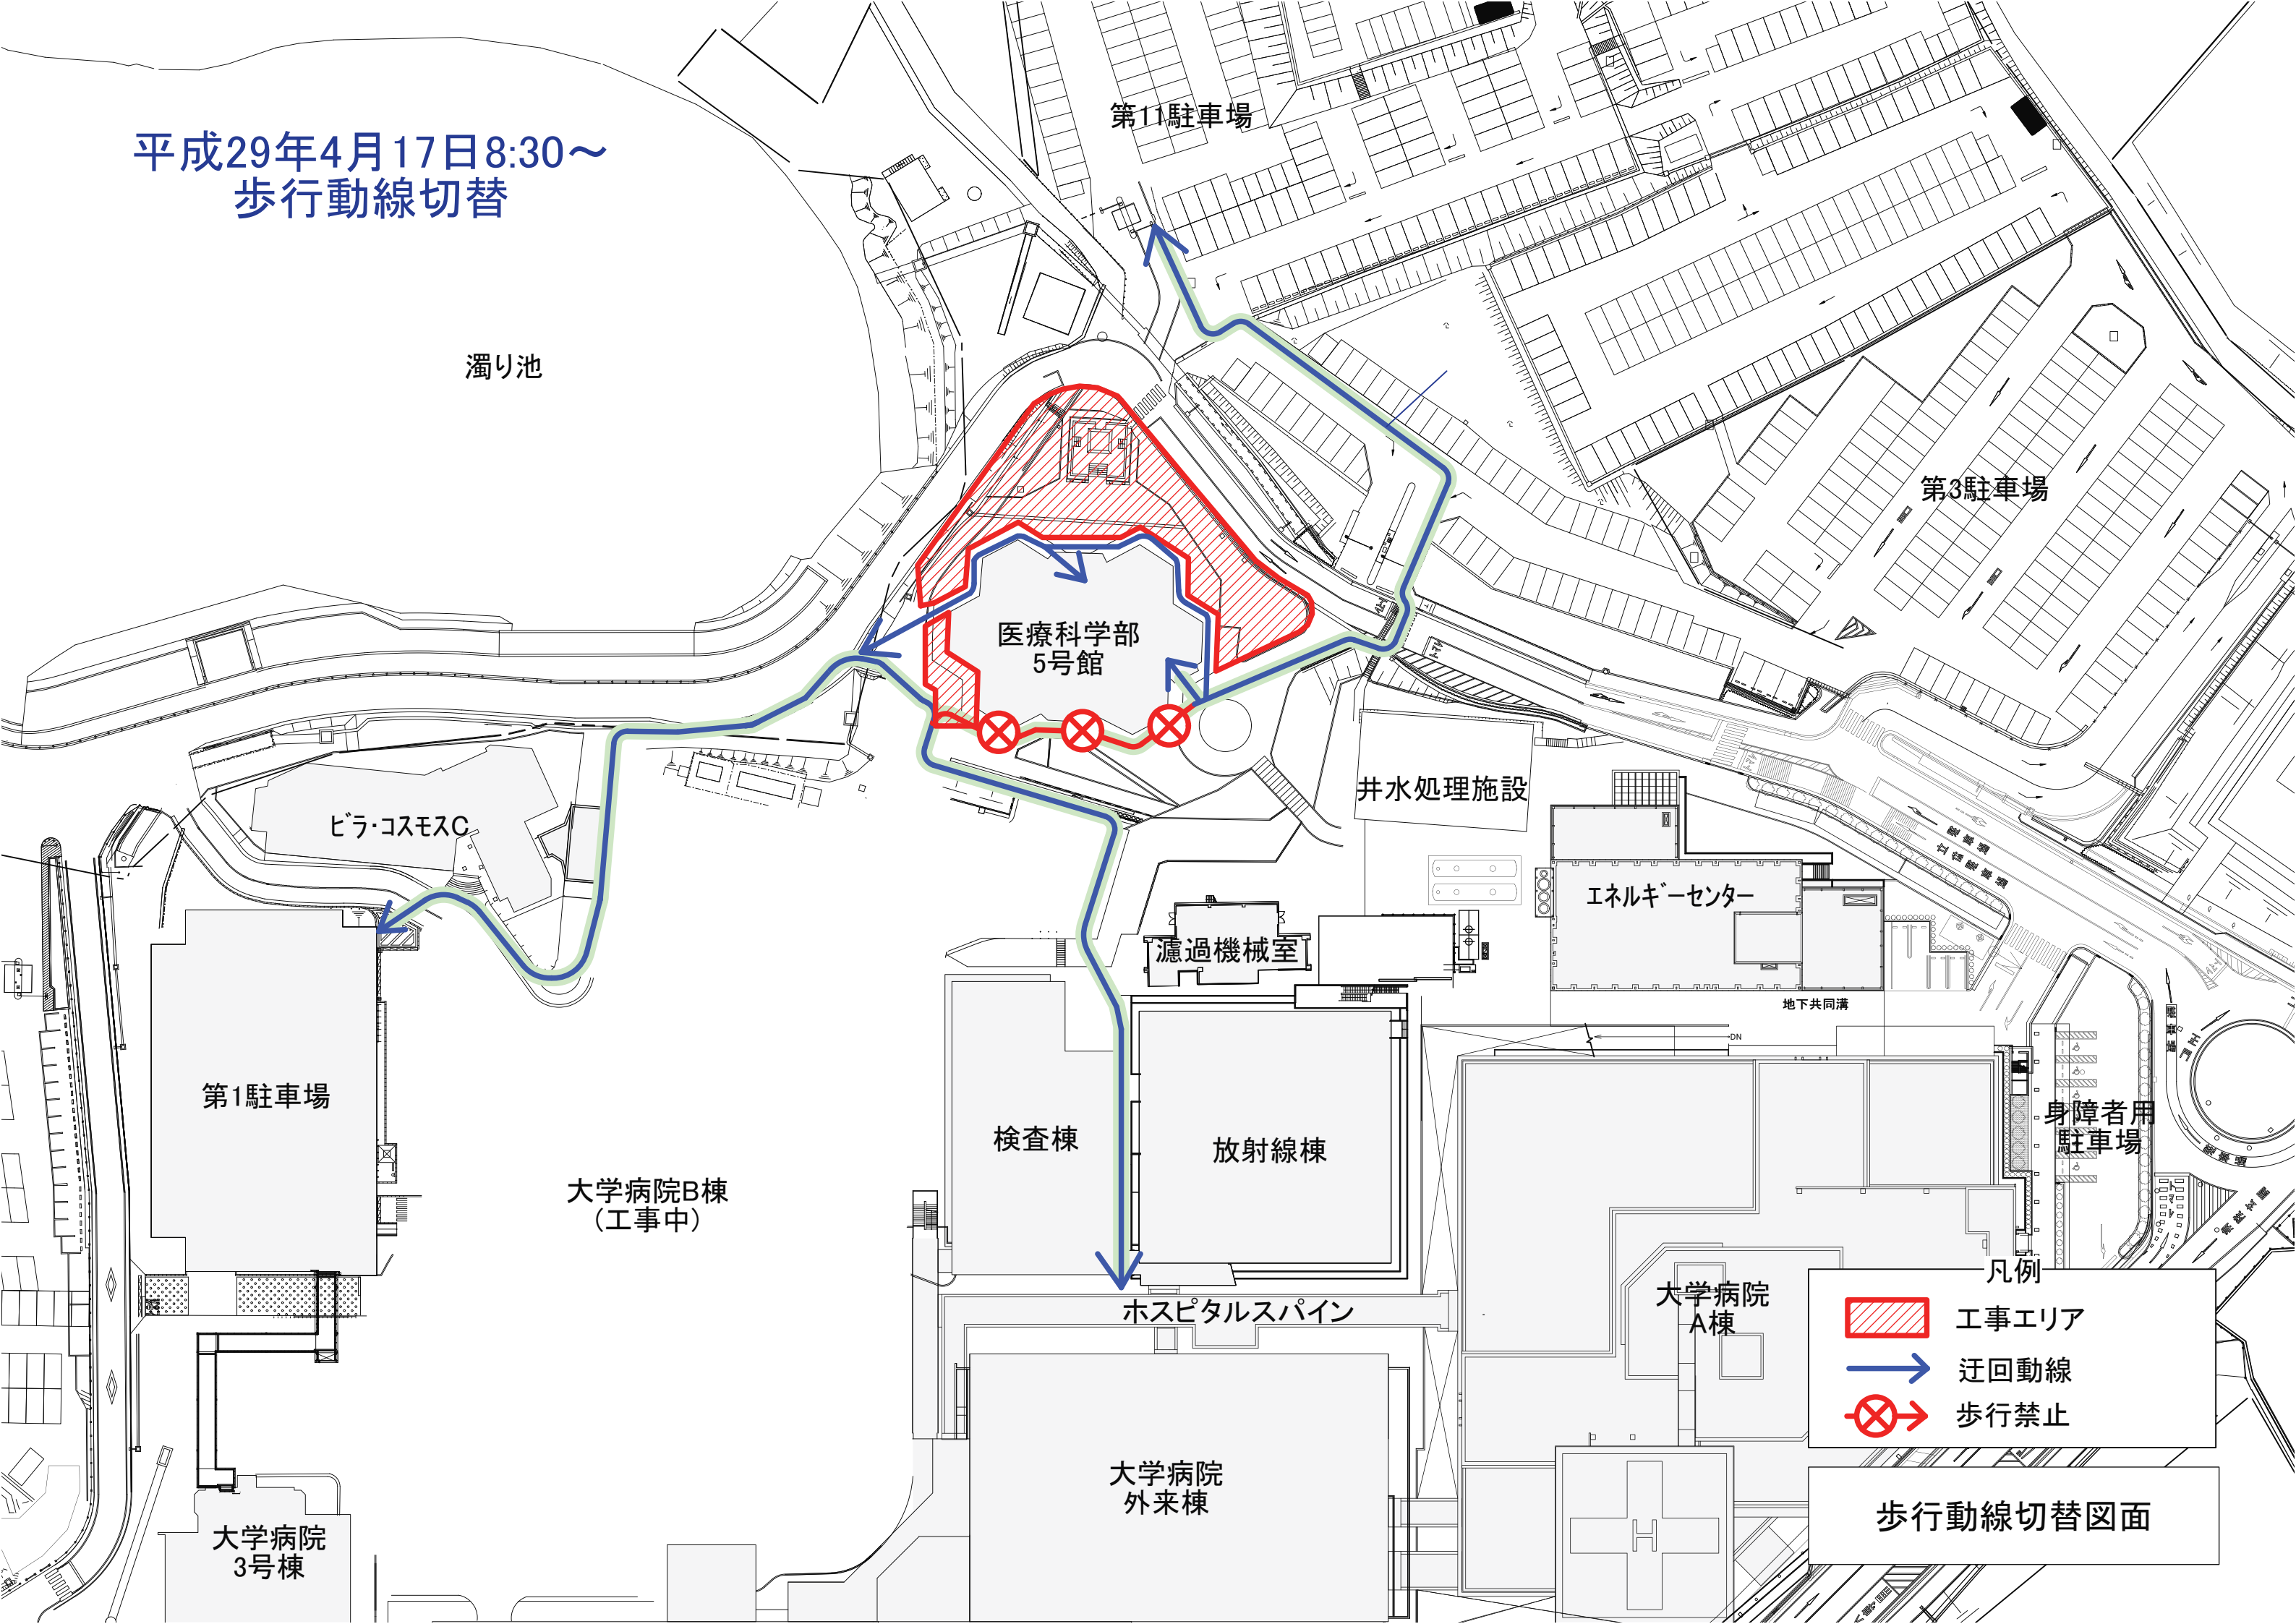 平成29年4月17日8:30～
歩行動線切替
第11駐車場
濁り池
第3駐車場
医療科学部
5号館
井水処理施設
ビラ・コスモスC
エネルギーセンター
濾過機械室
地下共同溝
DN
第1駐車場
検査棟
放射線棟
身障者用
駐車場
大学病院B棟
(工事中)
ホスピタルスパイン
大学病院
A棟
大学病院
外来棟
大学病院
3号棟
H
凡例
工事エリア
迂回動線
歩行禁止
歩行動線切替図面